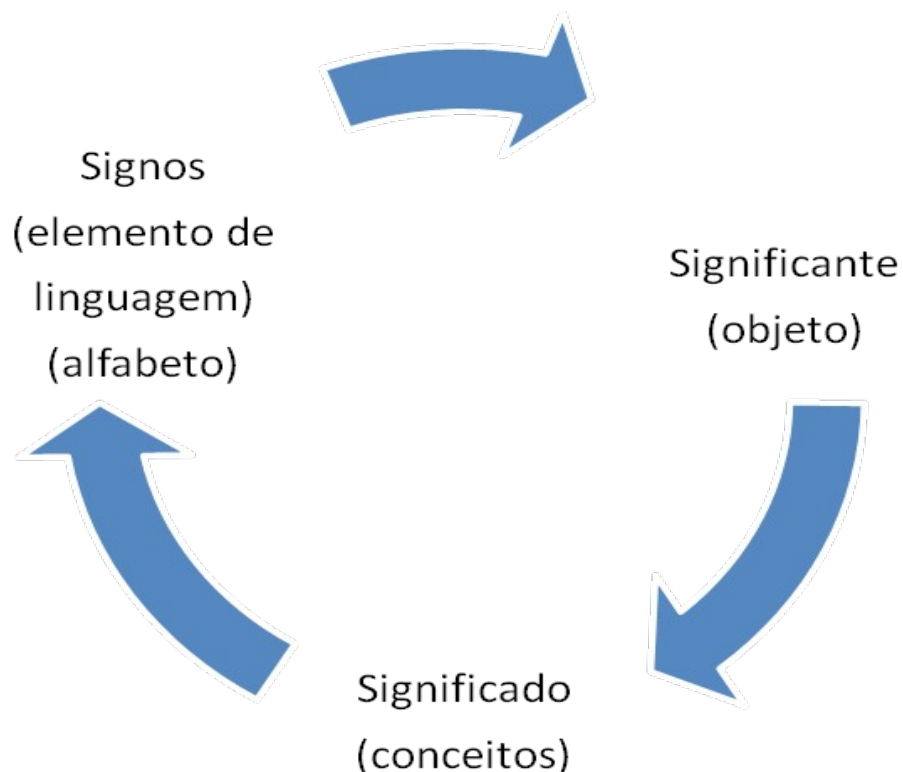 Signos
(elemento de
linguagem)
(alfabeto)
Significante
(objeto)
Significado
(conceitos)